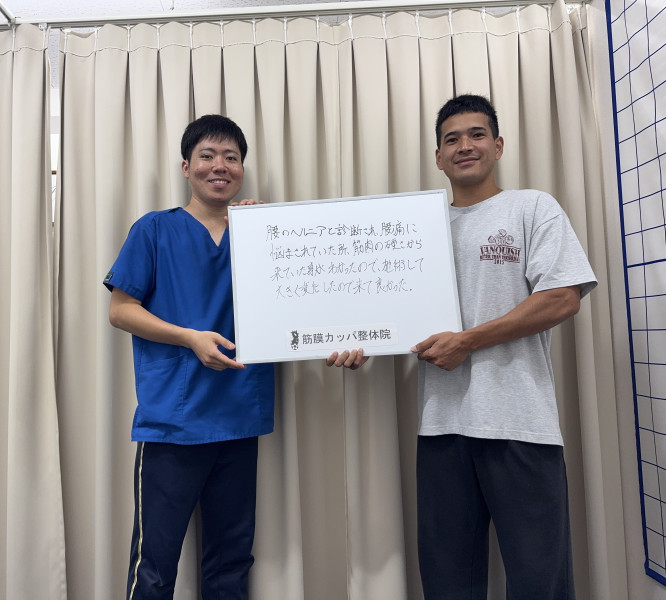 腰のヘルニアと診断され、腰痛に
悩まされていた所、筋肉の硬さから
来ていた事がわかったので、施術して
大きく変化したので来て良かった。
筋膜カッパ整体院
VANQUISH
2011